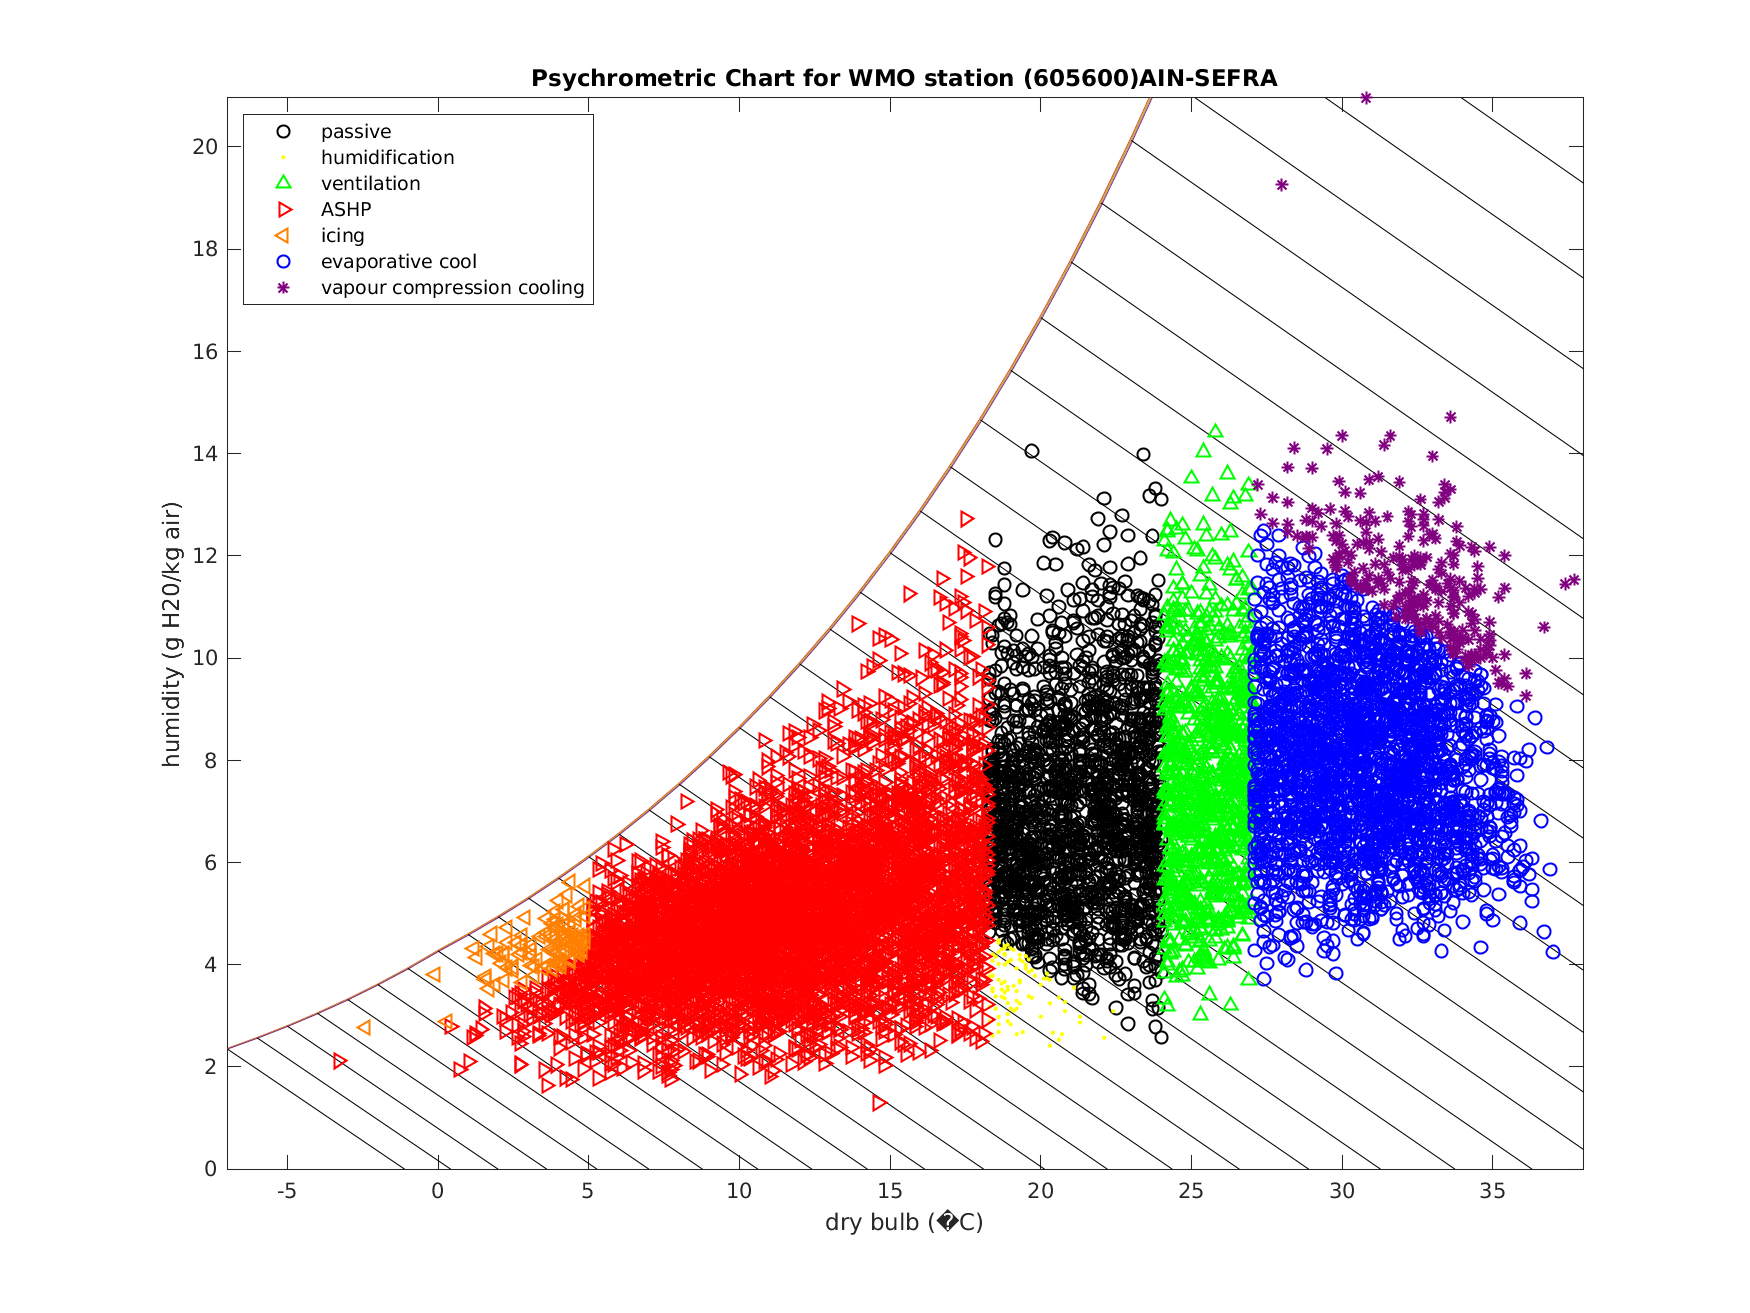 Psychrometric Chart for WMO station (605600)AIN-SEFRA
passive
humidification
ventilation
ASHP
icing
evaporative cool
vapour compression cooling
humidity (g H20/kg air)
20
18
16
14
12
10
8
6
4
2
0
-5 0 5 10 15 20 25 30 35
dry bulb (�C)